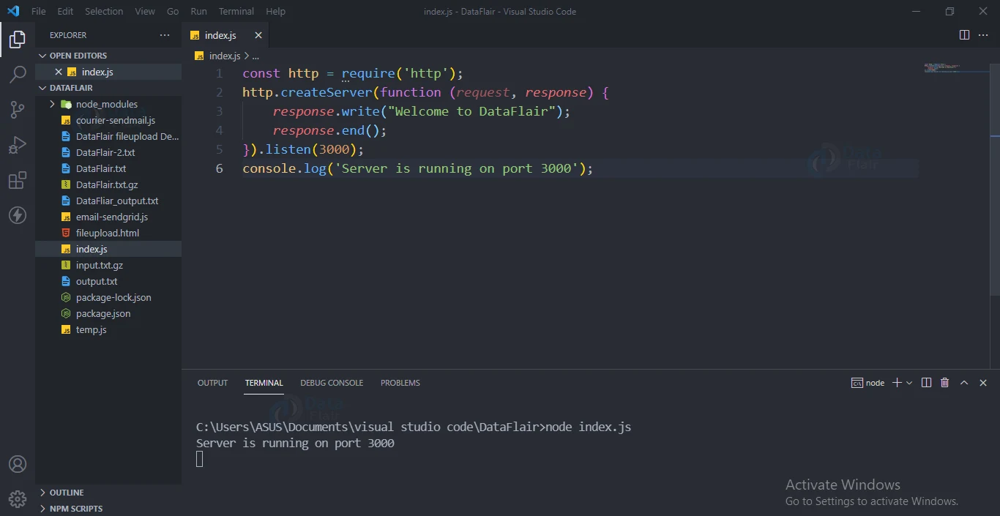 File Edit Selection View Go Run Terminal Help index.js - DataFlair - Visual Studio Code
EXPLORER
OPEN EDITORS
index.js
DATAFLAIR
node_modules
courier-sendmail.js
DataFlair fileupload De...
DataFlair-2.txt
DataFlair.txt
DataFlair.txt.gz
DataFliar_output.txt
email-sendgrid.js
fileupload.html
index.js
input.txt.gz
output.txt
package-lock.json
package.json
temp.js
OUTLINE
NPM SCRIPTS
index.js
index.js > ...
1 const http = require('http');
2 http.createServer(function (request, response) {
3 response.write("Welcome to DataFlair");
4 response.end();
5 }).listen(3000);
6 console.log('Server is running on port 3000');
Data
Flair
OUTPUT TERMINAL DEBUG CONSOLE PROBLEMS
node
Data
Flair
C:\Users\ASUS\Documents\visual studio code\DataFlair>node index.js
Server is running on port 3000
Activate Windows
Go to Settings to activate Windows.